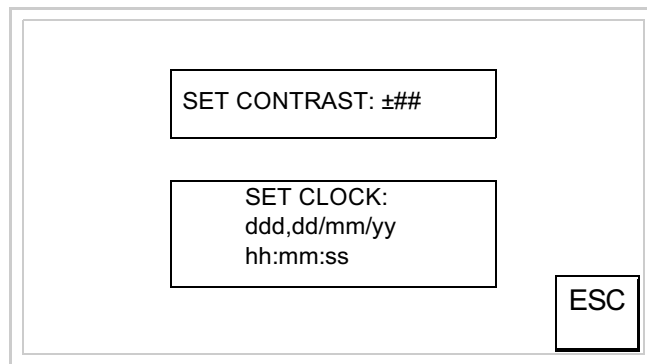 SET CONTRAST: ±##
SET CLOCK:
ddd,dd/mm/yy
hh:mm:ss
ESC